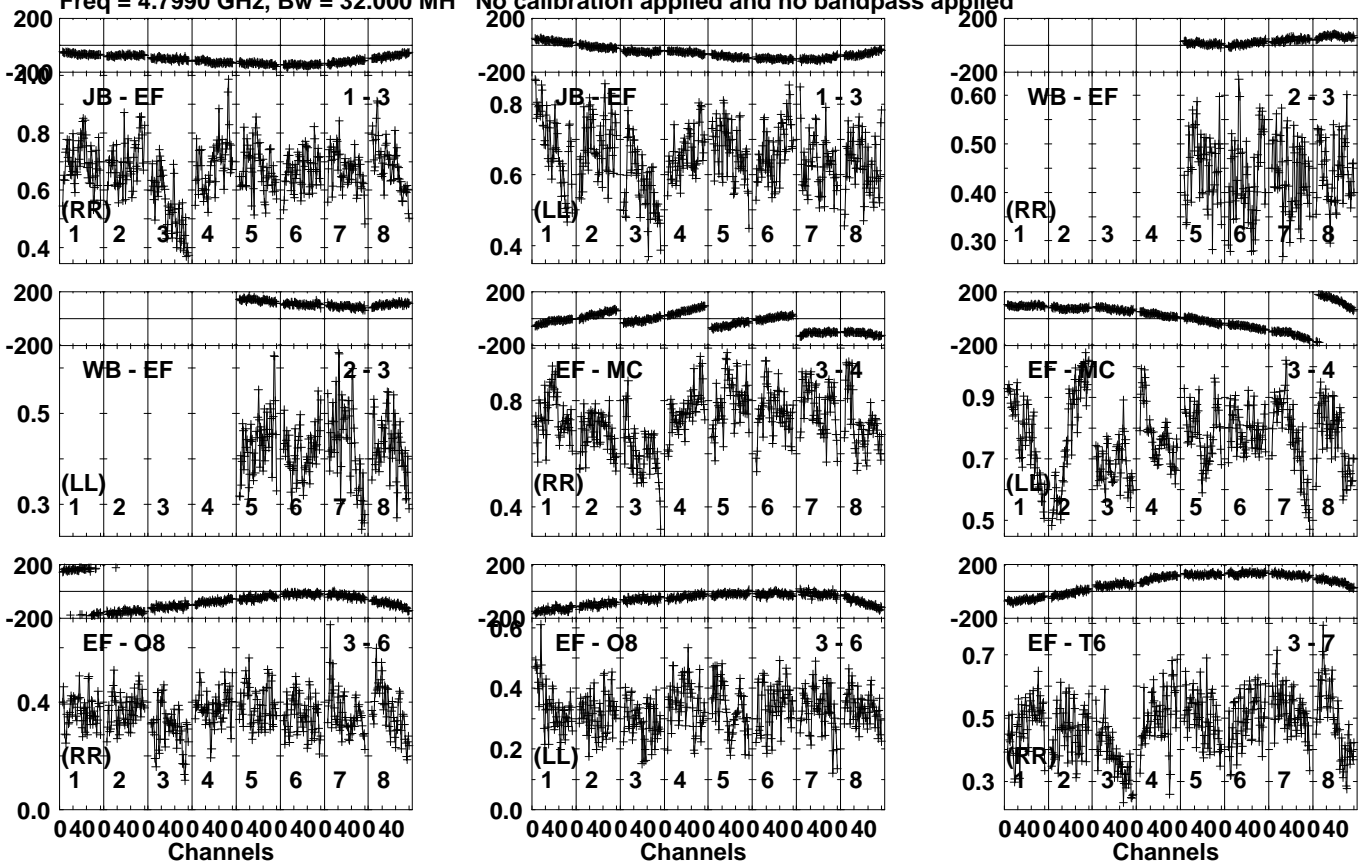 Freq = 4.7990 GHz, Bw = 32.000 MH No calibration applied and no bandpass applied
200
-200
1.0
0.8
0.6
0.4
JB - EF 1 - 3
(RR)
1 2 3 4 5 6 7 8
200
-200
0.8
0.6
0.4
JB - EF 1 - 3
(LL)
1 2 3 4 5 6 7 8
200
-200
0.60
0.50
0.40
0.30
WB - EF 2 - 3
(RR)
1 2 3 4 5 6 7 8
200
-200
0.5
0.3
WB - EF 2 - 3
(LL)
1 2 3 4 5 6 7 8
200
-200
0.8
0.4
EF - MC 3 - 4
(RR)
1 2 3 4 5 6 7 8
200
-200
0.9
0.7
0.5
EF - MC 3 - 4
(LL)
1 2 3 4 5 6 7 8
200
-200
0.4
0.0
EF - O8 3 - 6
(RR)
1 2 3 4 5 6 7 8
0 40 0 40 0 40 0 40 0 40 0 40 0 40 0 40
Channels
200
-200
0.6
0.4
0.2
0.0
EF - O8 3 - 6
(LL)
1 2 3 4 5 6 7 8
0 40 0 40 0 40 0 40 0 40 0 40 0 40 0 40
Channels
200
-200
0.7
0.5
0.3
EF - T6 3 - 7
(RR)
1 2 3 4 5 6 7 8
0 40 0 40 0 40 0 40 0 40 0 40 0 40 0 40
Channels